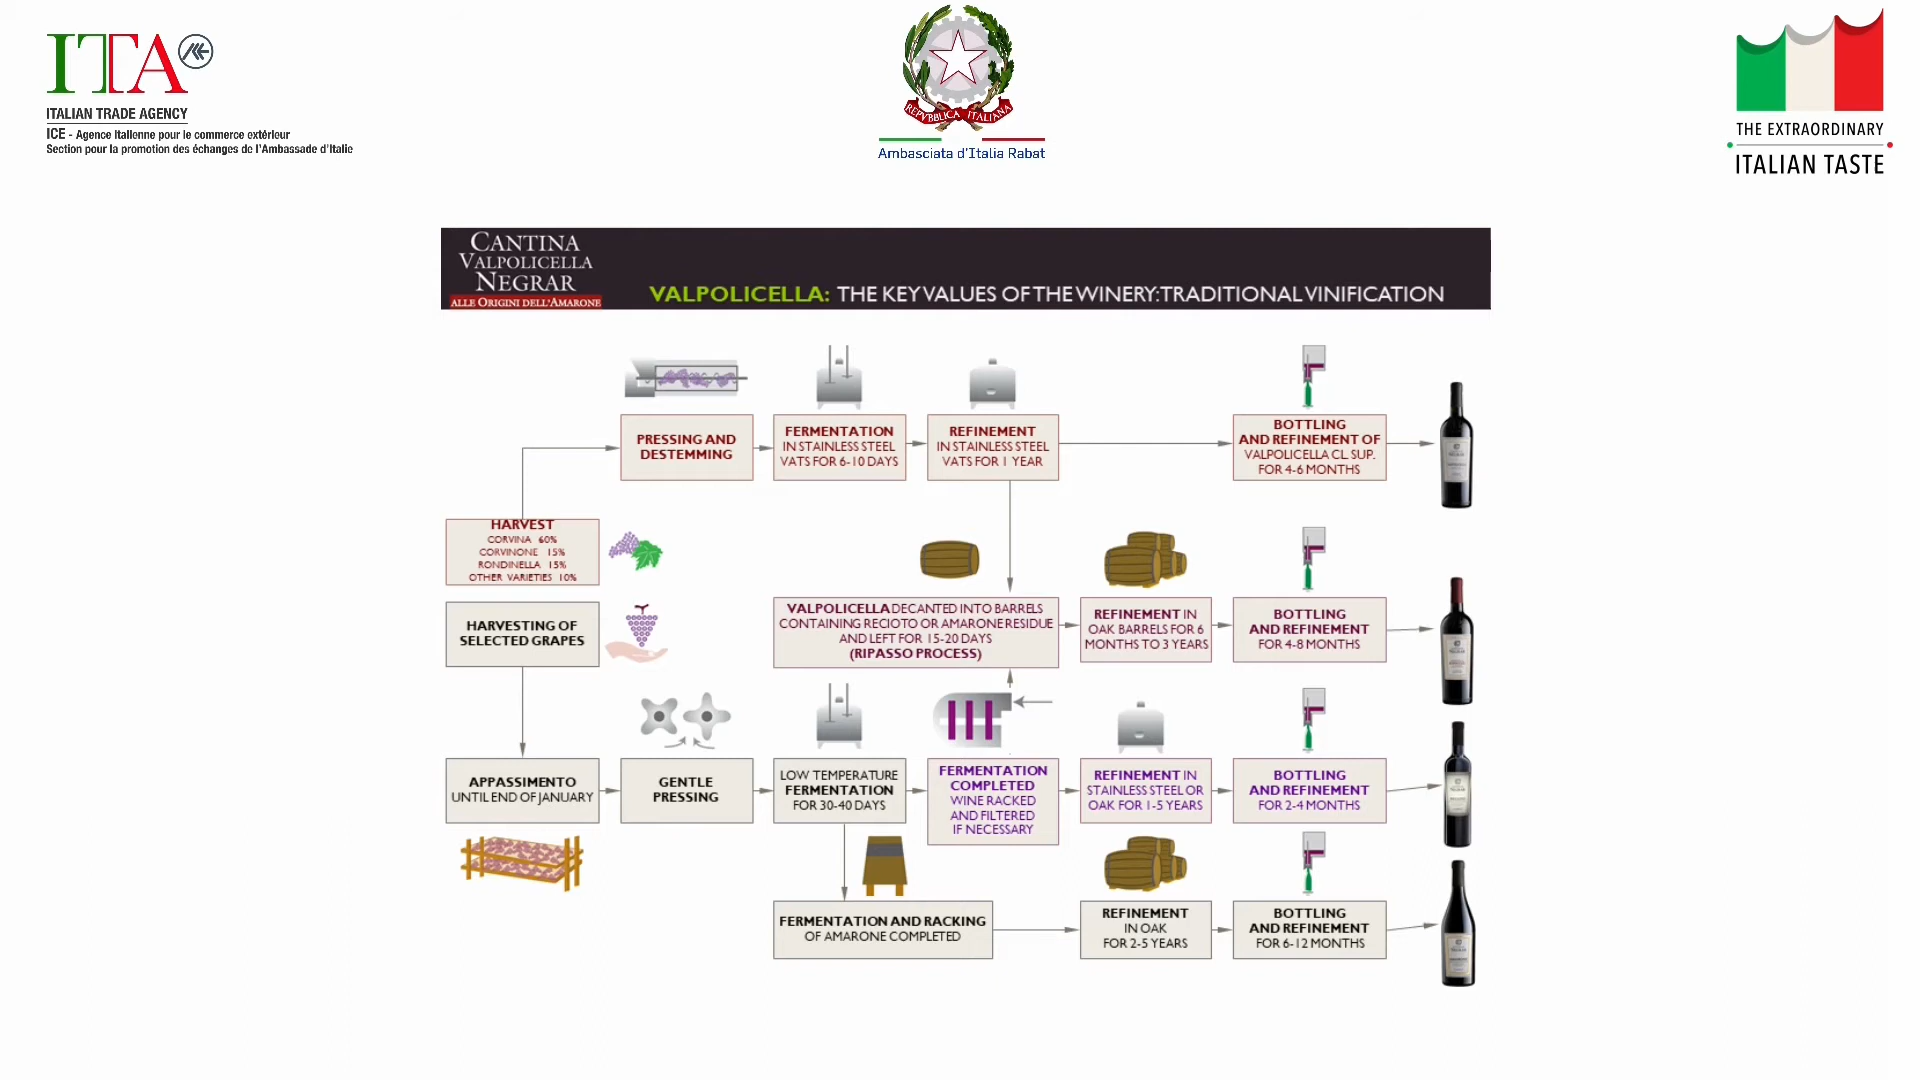 ITA
ITALIAN TRADE AGENCY
ICE - Agence Italienne pour le commerce extérieur
Section pour la promotion des échanges de l'Ambassade d'Italie
REPVBBLICA ITALIANA
Ambasciata d'Italia Rabat
THE EXTRAORDINARY
ITALIAN TASTE
CANTINA
VALPOLICELLA
NEGRAR
ALLE ORIGINI DELL'AMARONE
VALPOLICELLA: THE KEY VALUES OF THE WINERY: TRADITIONAL VINIFICATION
PRESSING AND
DESTEMMING
FERMENTATION
IN STAINLESS STEEL
VATS FOR 6-10 DAYS
REFINEMENT
IN STAINLESS STEEL
VATS FOR 1 YEAR
BOTTLING
AND REFINEMENT OF
VALPOLICELLA CL. SUP.
FOR 4-6 MONTHS
HARVEST
CORVINA 60%
CORVINONE 15%
RONDINELLA 15%
OTHER VARIETIES 10%
HARVESTING OF
SELECTED GRAPES
VALPOLICELLA DECANTED INTO BARRELS
CONTAINING RECIOTO OR AMARONE RESIDUE
AND LEFT FOR 15-20 DAYS
(RIPASSO PROCESS)
REFINEMENT IN
OAK BARRELS FOR 6
MONTHS TO 3 YEARS
BOTTLING
AND REFINEMENT
FOR 4-8 MONTHS
APPASSIMENTO
UNTIL END OF JANUARY
GENTLE
PRESSING
LOW TEMPERATURE
FERMENTATION
FOR 30-40 DAYS
FERMENTATION
COMPLETED
WINE RACKED
AND FILTERED
IF NECESSARY
REFINEMENT IN
STAINLESS STEEL OR
OAK FOR 1-5 YEARS
BOTTLING
AND REFINEMENT
FOR 2-4 MONTHS
FERMENTATION AND RACKING
OF AMARONE COMPLETED
REFINEMENT
IN OAK
FOR 2-5 YEARS
BOTTLING
AND REFINEMENT
FOR 6-12 MONTHS